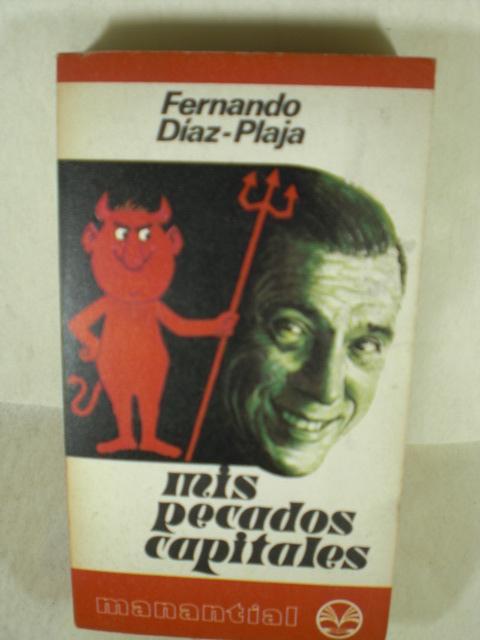 Fernando
Díaz-Plaja
mis
pecados
capitales
manantial